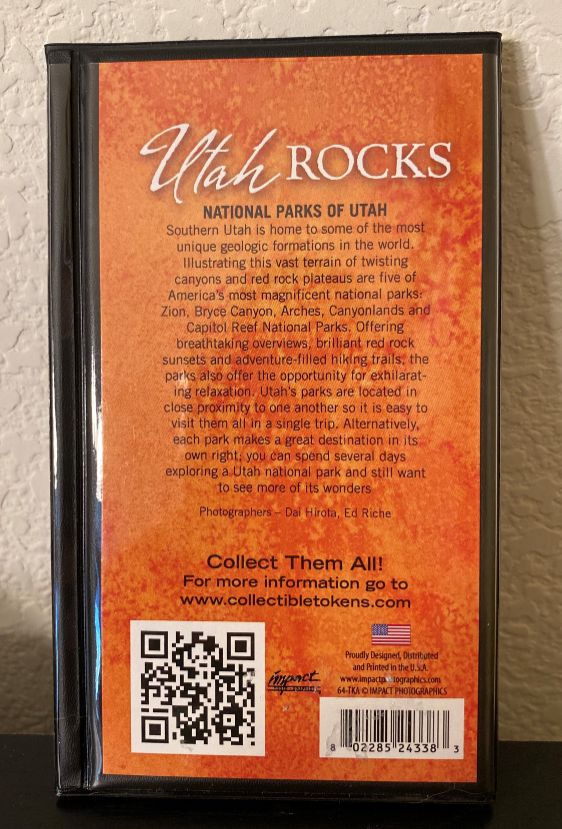 Utah ROCKS
NATIONAL PARKS OF UTAH
Southern Utah is home to some of the most
unique geologic formations in the world.
Illustrating this vast terrain of twisting
canyons and red rock plateaus are five of
America's most magnificent national parks:
Zion, Bryce Canyon, Arches, Canyonlands and
Capitol Reef National Parks. Offering
breathtaking overviews, brilliant red rock
sunsets and adventure-filled hiking trails, the
parks also offer the opportunity for exhilarat-
ing relaxation. Utah's parks are located in
close proximity to one another so it is easy to
visit them all in a single trip. Alternatively,
each park makes a great destination in its
own right; you can spend several days
exploring a Utah national park and still want
to see more of its wonders
Photographers – Dai Hirota, Ed Riche
Collect Them All!
For more information go to
www.collectibletokens.com
impact
Proudly Designed, Distributed
and Printed in the U.S.A.
www.impactphotographics.com
64-TKA © IMPACT PHOTOGRAPHICS
8 02285 24338 3